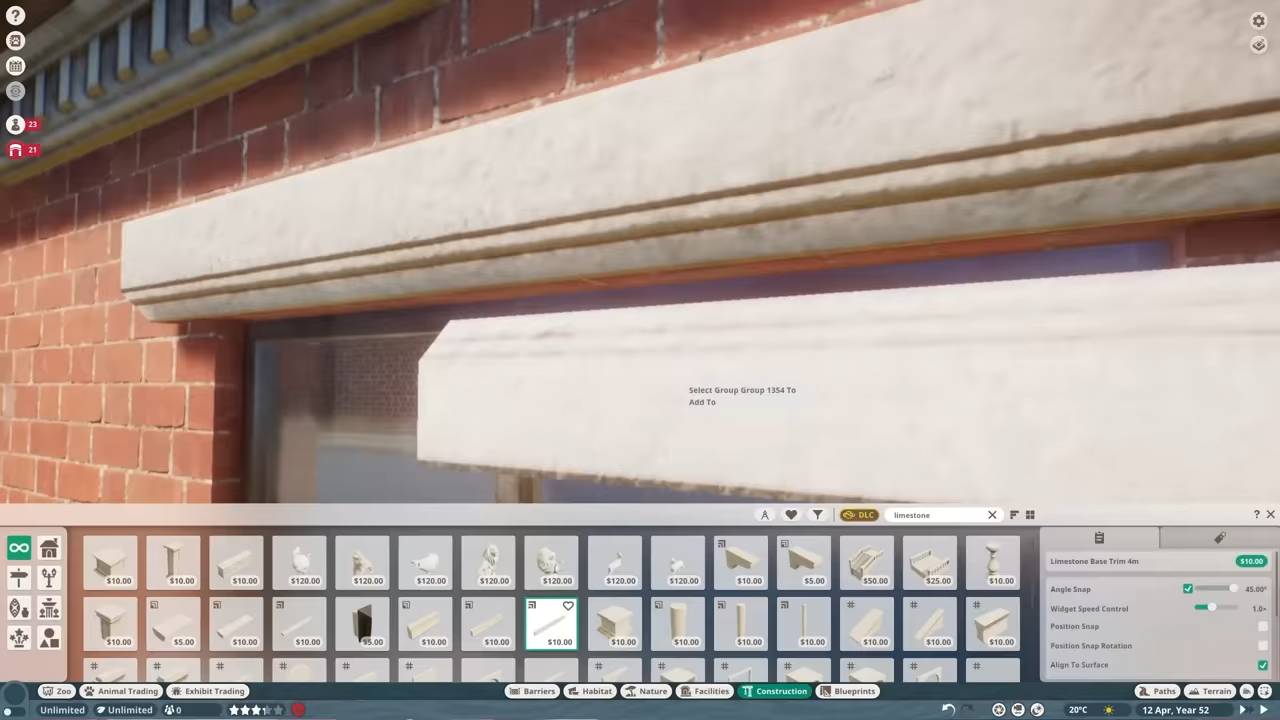 ?
23
21
Select Group Group 1354 To
Add To
DLC
limestone
?
$10.00 $10.00 $10.00 $120.00 $120.00 $120.00 $120.00 $120.00 $120.00 $120.00 $10.00 $5.00 $50.00 $25.00 $10.00
$10.00 $5.00 $10.00 $10.00 $5.00 $10.00 $10.00 $10.00 $10.00 $10.00 $10.00 $10.00 $10.00 $10.00 $10.00
Limestone Base Trim 4m $10.00
Angle Snap 45.00°
Widget Speed Control 1.0×
Position Snap
Position Snap Rotation
Align To Surface
Zoo Animal Trading Exhibit Trading Barriers Habitat Nature Facilities Construction Blueprints Paths Terrain
Unlimited Unlimited 0 20°C 12 Apr, Year 52